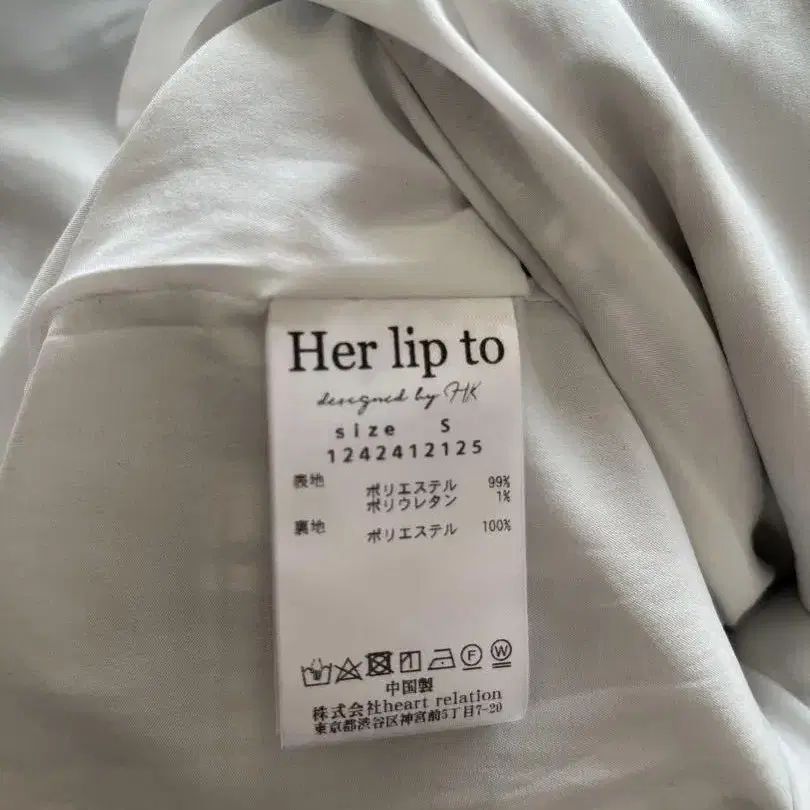 Her lip to
designed by HK
size S
1242412125
表地 ポリエステル 99%
ポリウレタン 1%
裏地 ポリエステル 100%
F W
中国製
株式会社heart relation
東京都渋谷区神宮前5丁目7-20